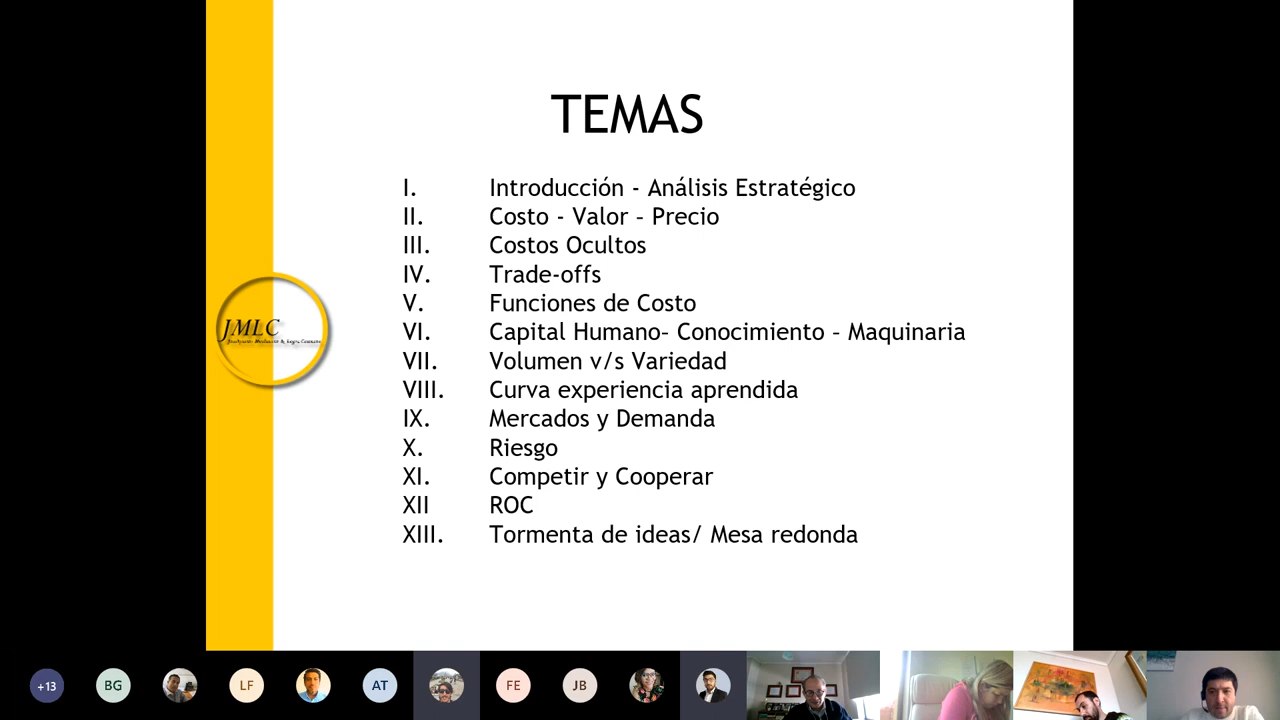 TEMAS
I. Introducción - Análisis Estratégico
II. Costo - Valor – Precio
III. Costos Ocultos
IV. Trade-offs
V. Funciones de Costo
VI. Capital Humano– Conocimiento – Maquinaria
VII. Volumen v/s Variedad
VIII. Curva experiencia aprendida
IX. Mercados y Demanda
X. Riesgo
XI. Competir y Cooperar
XII ROC
XIII. Tormenta de ideas/ Mesa redonda
JMLC
+13
BG
LF
AT
FE
JB